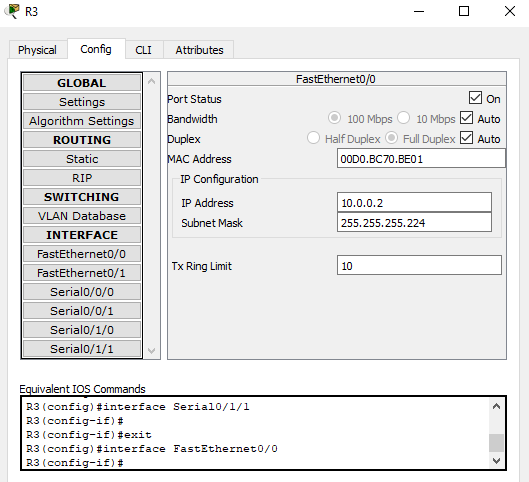 R3
Physical Config CLI Attributes
GLOBAL
Settings
Algorithm Settings
ROUTING
Static
RIP
SWITCHING
VLAN Database
INTERFACE
FastEthernet0/0
FastEthernet0/1
Serial0/0/0
Serial0/0/1
Serial0/1/0
Serial0/1/1
FastEthernet0/0
Port Status On
Bandwidth 100 Mbps 10 Mbps Auto
Duplex Half Duplex Full Duplex Auto
MAC Address 00D0.BC70.BE01
IP Configuration
IP Address 10.0.0.2
Subnet Mask 255.255.255.224
Tx Ring Limit 10
Equivalent IOS Commands
R3(config)#interface Serial0/1/1
R3(config-if)#
R3(config-if)#exit
R3(config)#interface FastEthernet0/0
R3(config-if)#